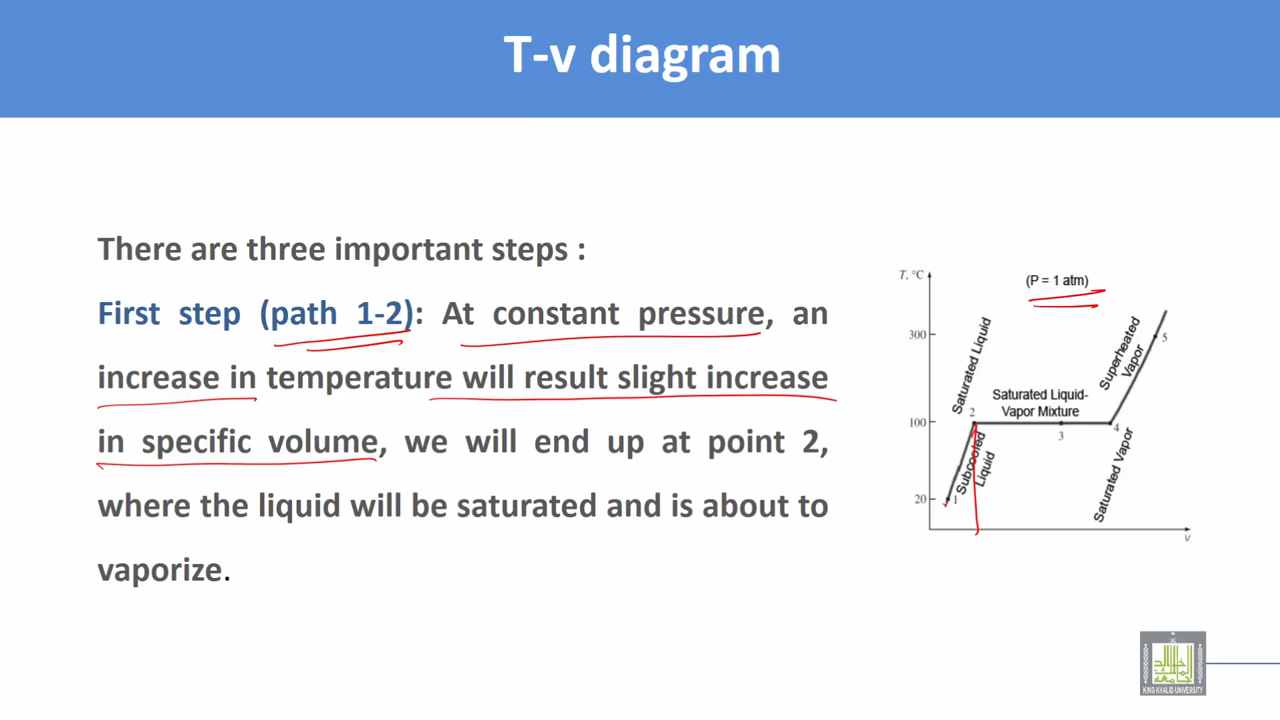 T-v diagram
There are three important steps :
First step (path 1-2): At constant pressure, an
increase in temperature will result slight increase
in specific volume, we will end up at point 2,
where the liquid will be saturated and is about to
vaporize.
T, °C
(P = 1 atm)
300
100
20
Saturated Liquid
Subcooled
Liquid
Saturated Liquid-
Vapor Mixture
Superheated
Vapor
Saturated Vapor
1
2
3
4
5
v
KING KHALID UNIVERSITY